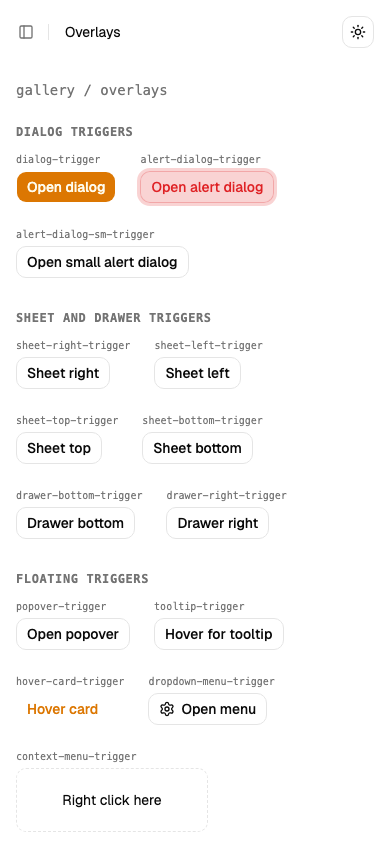 Overlays
gallery / overlays
DIALOG TRIGGERS
dialog-trigger
alert-dialog-trigger
Open dialog
Open alert dialog
alert-dialog-sm-trigger
Open small alert dialog
SHEET AND DRAWER TRIGGERS
sheet-right-trigger
sheet-left-trigger
Sheet right
Sheet left
sheet-top-trigger
sheet-bottom-trigger
Sheet top
Sheet bottom
drawer-bottom-trigger
drawer-right-trigger
Drawer bottom
Drawer right
FLOATING TRIGGERS
popover-trigger
tooltip-trigger
Open popover
Hover for tooltip
hover-card-trigger
dropdown-menu-trigger
Hover card
Open menu
context-menu-trigger
Right click here